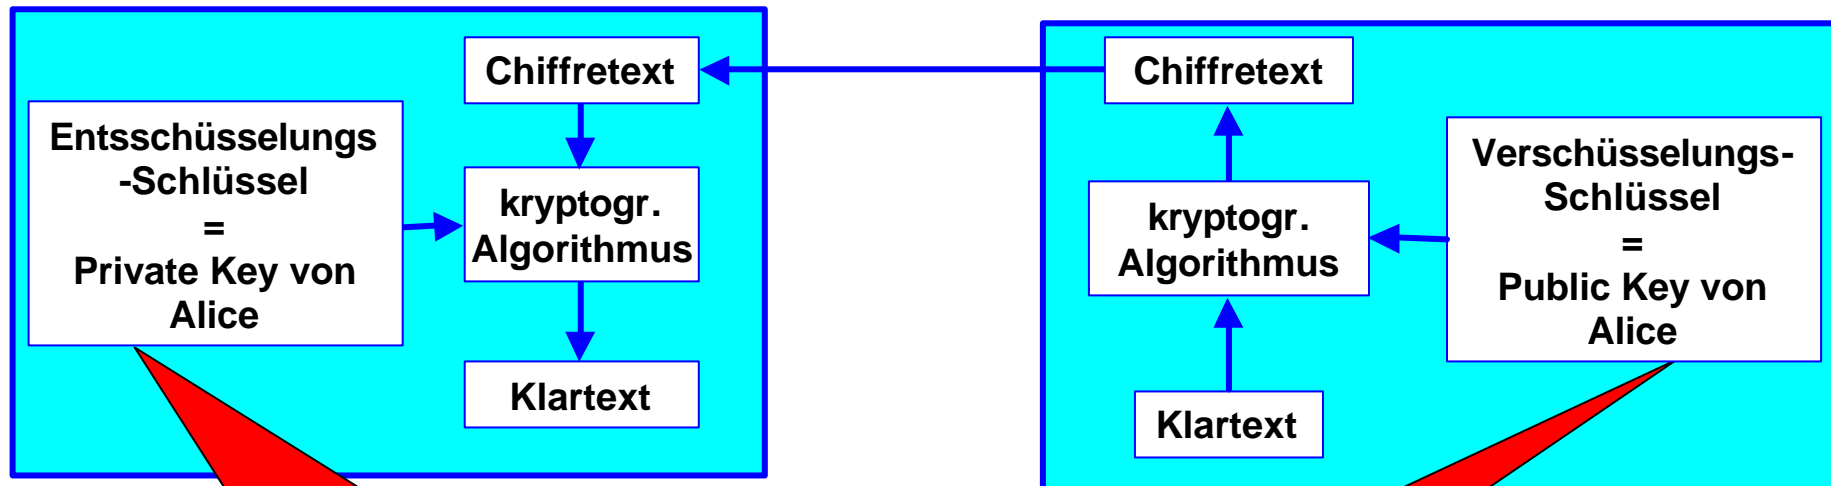 Chiffretext
Entsschüsselungs
-Schlüssel
=
Private Key von
Alice
kryptogr.
Algorithmus
Klartext
Chiffretext
kryptogr.
Algorithmus
Klartext
Verschüsselungs-
Schlüssel
=
Public Key von
Alice